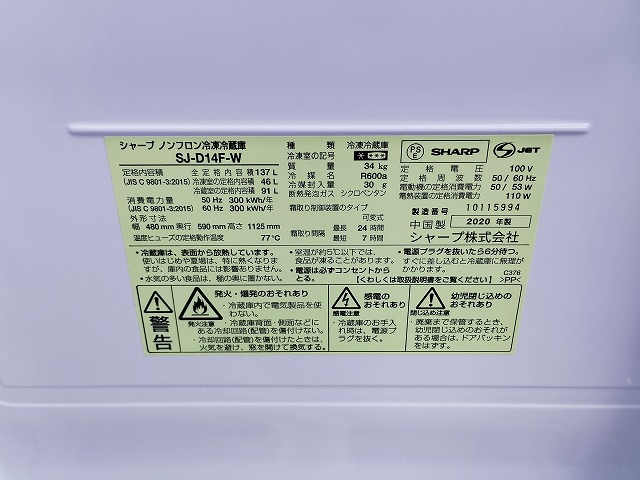 シャープ ノンフロン冷凍冷蔵庫
SJ-D14F-W
定格内容積 全定格内容積 137 L
(JIS C 9801-3:2015) 冷凍室の定格内容積 46 L
冷蔵室の定格内容積 91 L
消費電力量 50 Hz 300 kWh/年
(JIS C 9801-3:2015) 60 Hz 300 kWh/年
外形寸法
幅 480 mm 奥行 590 mm 高さ 1125 mm
温度ヒューズの定格動作温度 77℃
種類 冷凍冷蔵庫
冷凍室の記号
質量 34 kg
冷媒名 R600a
冷媒封入量 30 g
断熱発泡ガス シクロペンタン
霜取り制御装置のタイプ
可変式
霜取り間隔 最長 24 時間
最短 7 時間
PS
E
SHARP
S JET
定格電圧 100 V
定格周波数 50 / 60 Hz
電動機の定格消費電力 50 / 53 W
電熱装置の定格消費電力 110 W
製造番号 10115994
中国製 2020 年製
シャープ株式会社
・冷蔵庫は、表面から放熱しています。
使いはじめや夏場は、特に熱く感じられ
ますが異常ではありません。
・水気の多い食品は、棚の奥に置かない。
・室温が約5℃以下では、
食品が凍ることがあります。
・電源は必ずコンセントから
とる。
・電源プラグを抜いたら6分待つ。
すぐに差し込むと冷蔵庫に無理が
かかります。
【くわしくは取扱説明書をご覧ください】
C376
>PP<
警告
発火注意
発火・爆発のおそれあり
・冷蔵庫内で電気製品を使
わない。
・冷蔵庫背面・側面などに
ある冷却回路(配管)を傷付けない。
冷却回路(配管)を傷付けたときは、
火気を避け、窓を開けて換気する。
感電注意
感電の
おそれあり
・冷蔵庫のお手入
れ時は、電源プラ
グを抜く。
閉じ込め注意
幼児閉じ込めの
おそれあり
・廃棄まで保管するとき、
幼児閉じ込めのおそれが
ある場合は、ドアパッキン
をはずす。